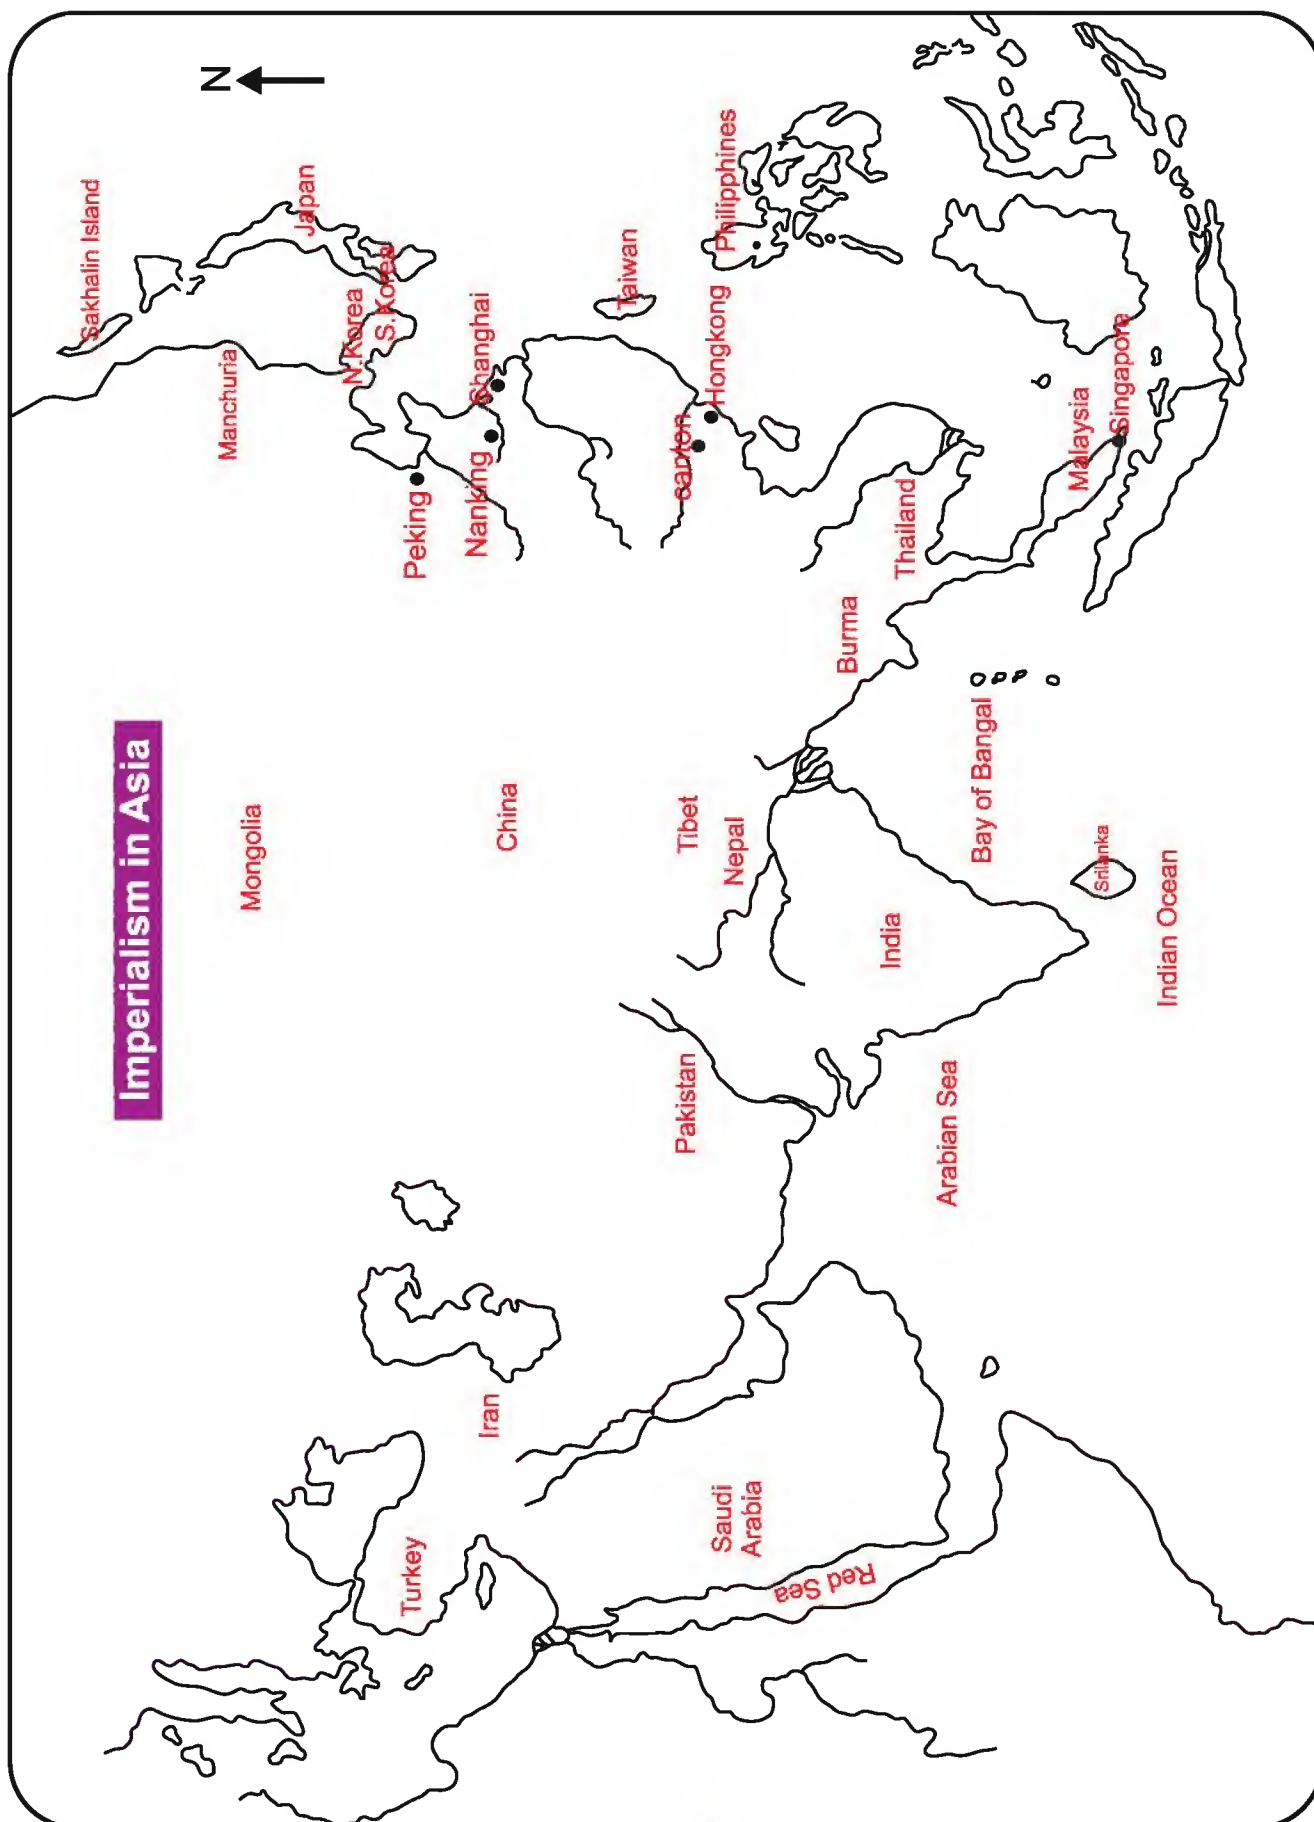 Imperialism in Asia
N
Sakhalin Island
Japan
Manchuria
N.Korea
S.Korea
Mongolia
Peking
Shanghai
Nanking
China
Taiwan
Hongkong
canton
Philipphines
Tibet
Nepal
Burma
Thailand
Malaysia
Singapore
India
Pakistan
Bay of Bangal
Srilanka
Indian Ocean
Arabian Sea
Iran
Turkey
Saudi
Arabia
Red Sea